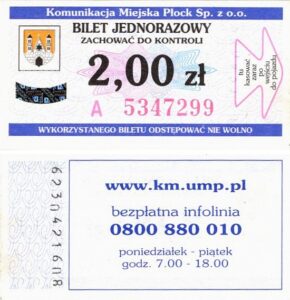 Komunikacja Miejska Płock Sp. z o.o.
BILET JEDNORAZOWY
ZACHOWAĆ DO KONTROLI
2,00 zł
A 5347299
WYKORZYSTANEGO BILETU ODSTĘPOWAĆ NIE WOLNO
www.km.ump.pl
bezpłatna infolinia
0800 880 010
poniedziałek - piątek
godz. 7.00 - 18.00
6230421608